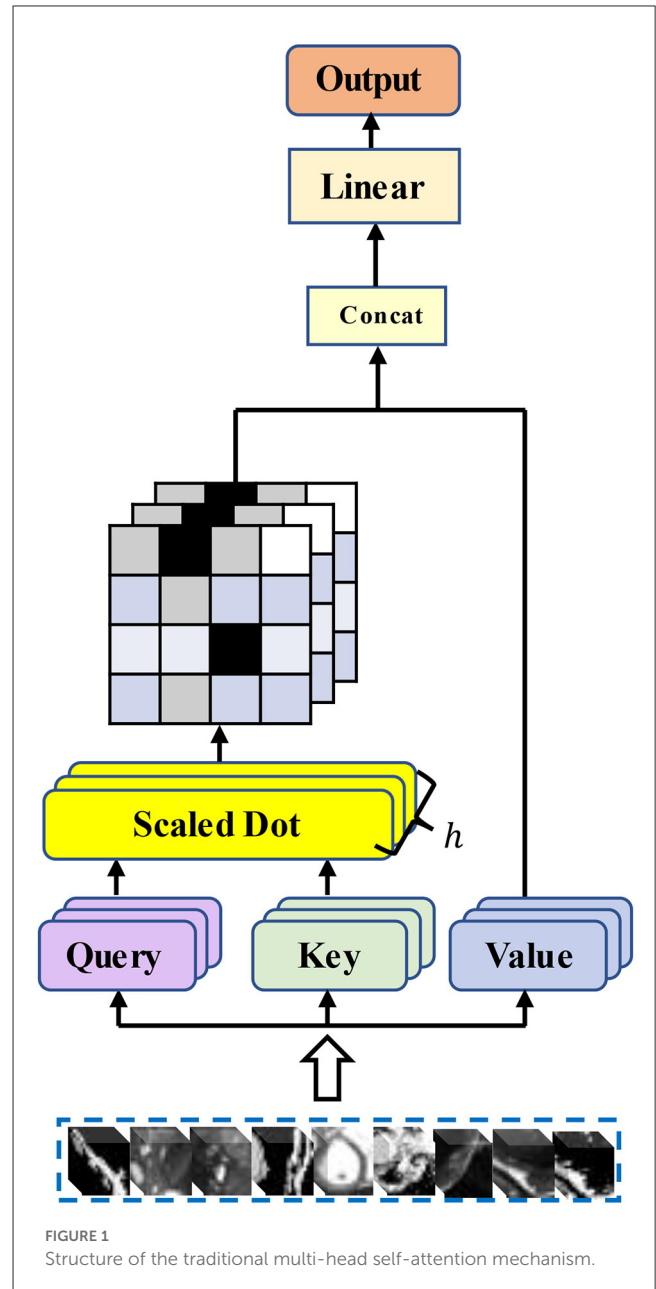 Output
Linear
Concat
Scaled Dot
h
Query Key Value
FIGURE 1
Structure of the traditional multi-head self-attention mechanism.